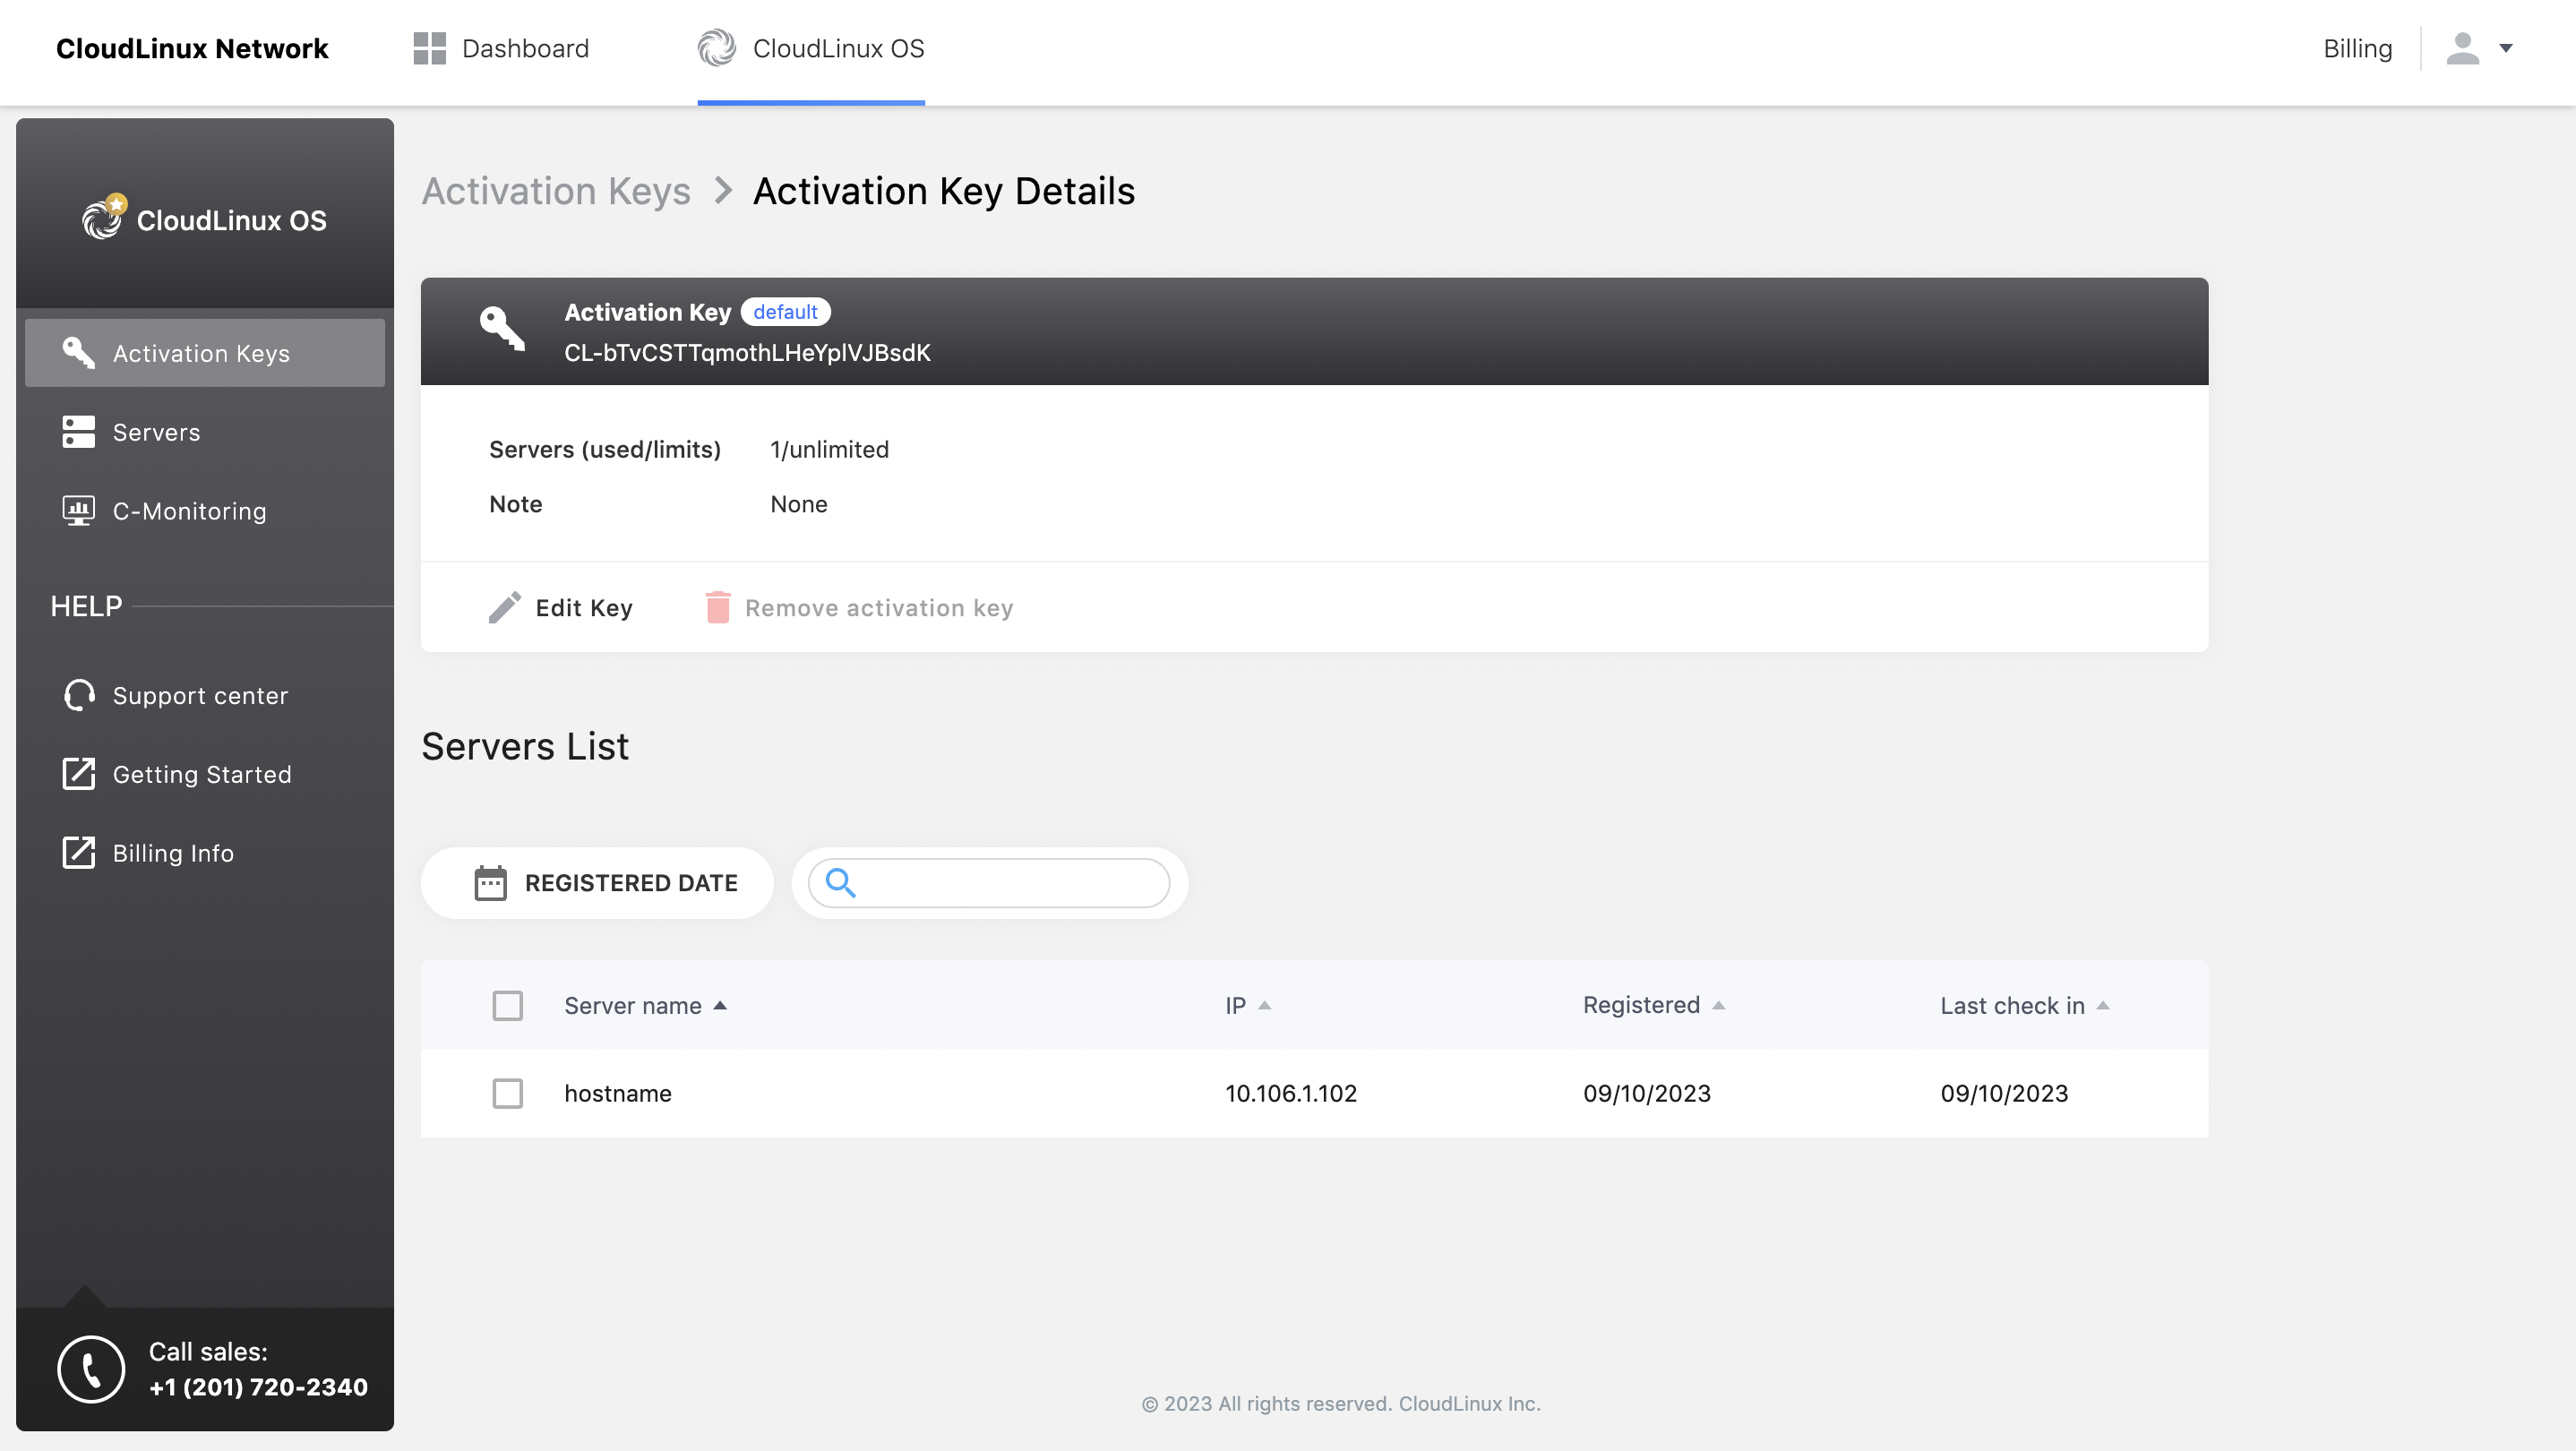 CloudLinux Network
Dashboard
CloudLinux OS
Billing
CloudLinux OS
Activation Keys
Servers
C-Monitoring
HELP
Support center
Getting Started
Billing Info
Call sales:
+1 (201) 720-2340
Activation Keys > Activation Key Details
Activation Key default
CL-bTvCSTTqmothLHeYplVJBsdK
Servers (used/limits) 1/unlimited
Note None
Edit Key Remove activation key
Servers List
REGISTERED DATE
Server name IP Registered Last check in
hostname 10.106.1.102 09/10/2023 09/10/2023
© 2023 All rights reserved. CloudLinux Inc.